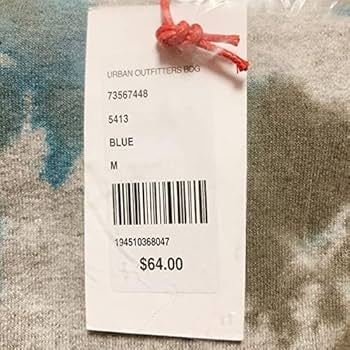 URBAN OUTFITTERS BDG
73567448
5413
BLUE
M
194510368047
$64.00